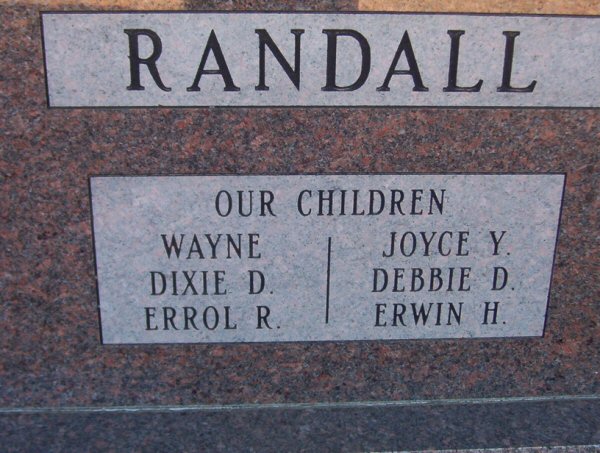 RANDALL
OUR CHILDREN
WAYNE
DIXIE D.
ERROL R.
JOYCE Y.
DEBBIE D.
ERWIN H.